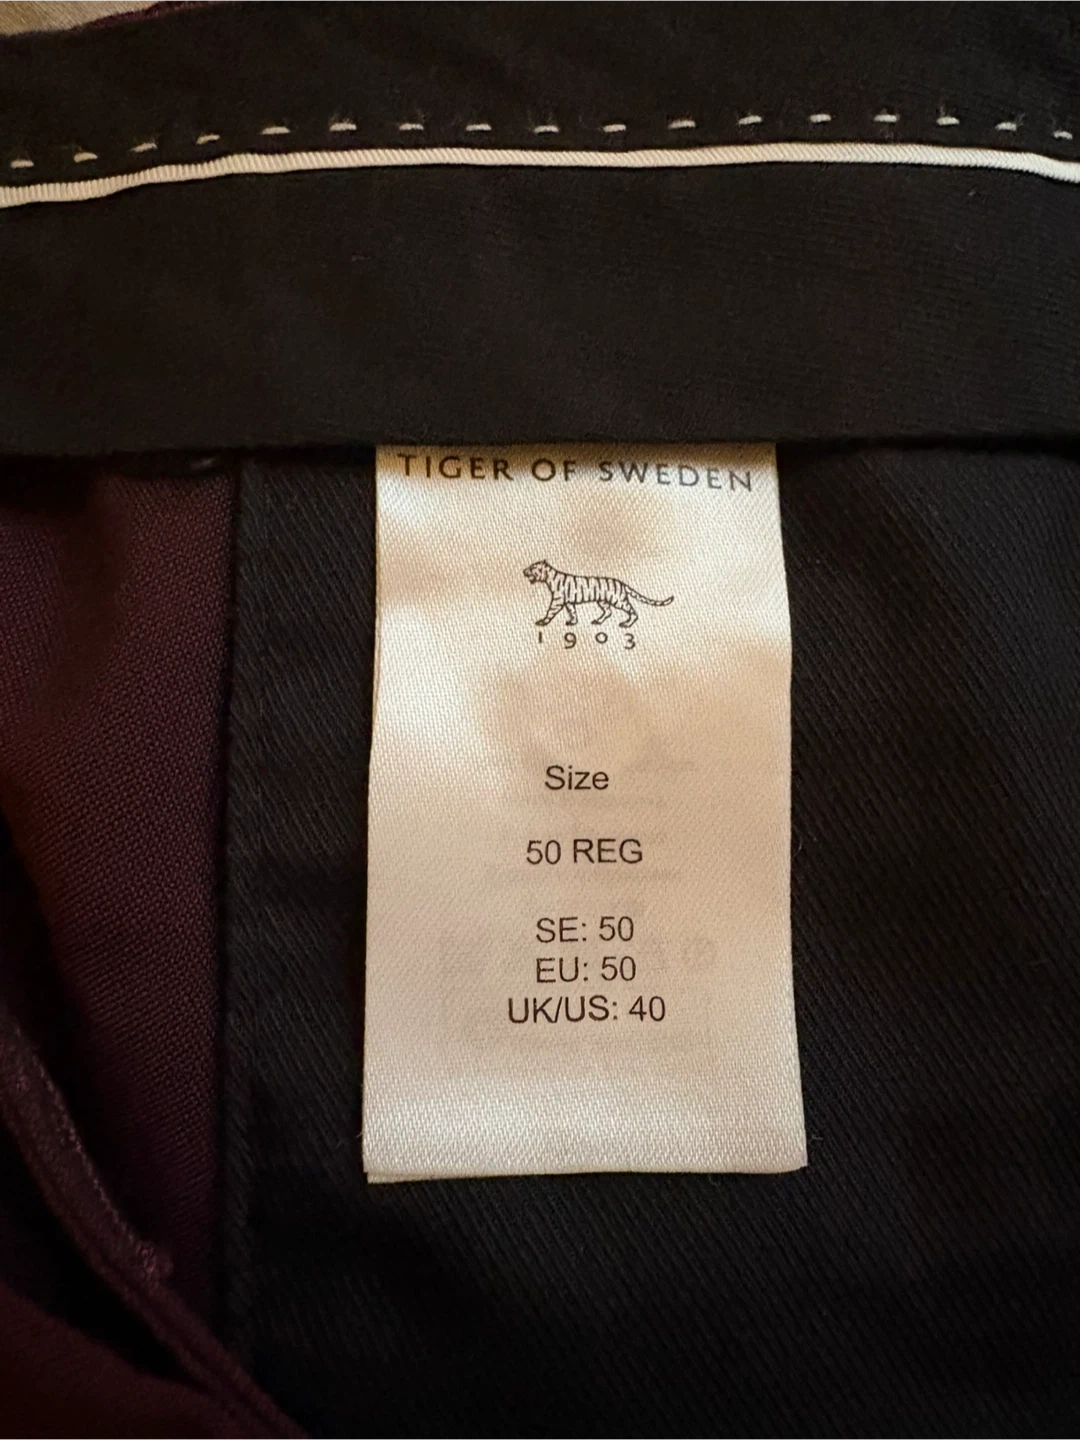 TIGER OF SWEDEN
1903
Size
50 REG
SE: 50
EU: 50
UK/US: 40